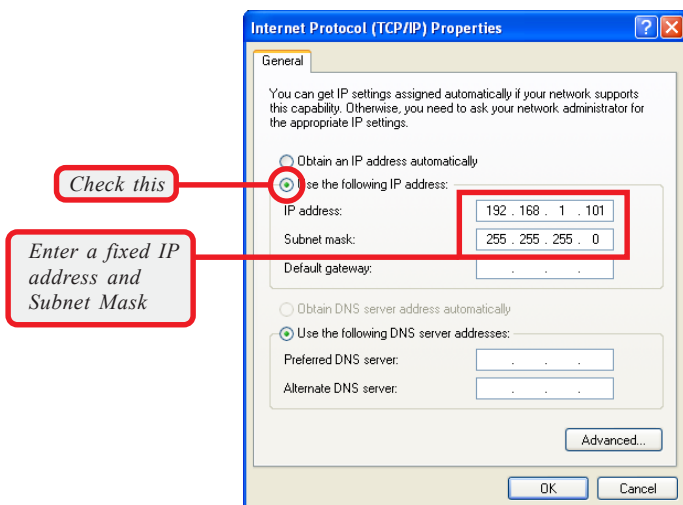 Internet Protocol (TCP/IP) Properties
General
You can get IP settings assigned automatically if your network supports
this capability. Otherwise, you need to ask your network administrator for
the appropriate IP settings.
Obtain an IP address automatically
Check this
Use the following IP address:
IP address: 192 . 168 . 1 . 101
Enter a fixed IP
address and
Subnet Mask
Subnet mask: 255 . 255 . 255 . 0
Default gateway: . . .
Obtain DNS server address automatically
Use the following DNS server addresses:
Preferred DNS server: . . .
Alternate DNS server: . . .
Advanced...
OK Cancel